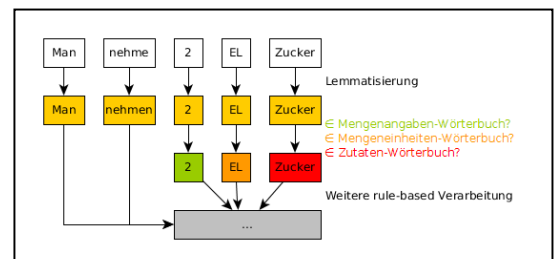 Man nehme 2 EL Zucker
Lemmatisierung
Man nehmen 2 EL Zucker
∈ Mengenangaben-Wörterbuch?
∈ Mengeneinheiten-Wörterbuch?
∈ Zutaten-Wörterbuch?
2 EL Zucker
Weitere rule-based Verarbeitung
...